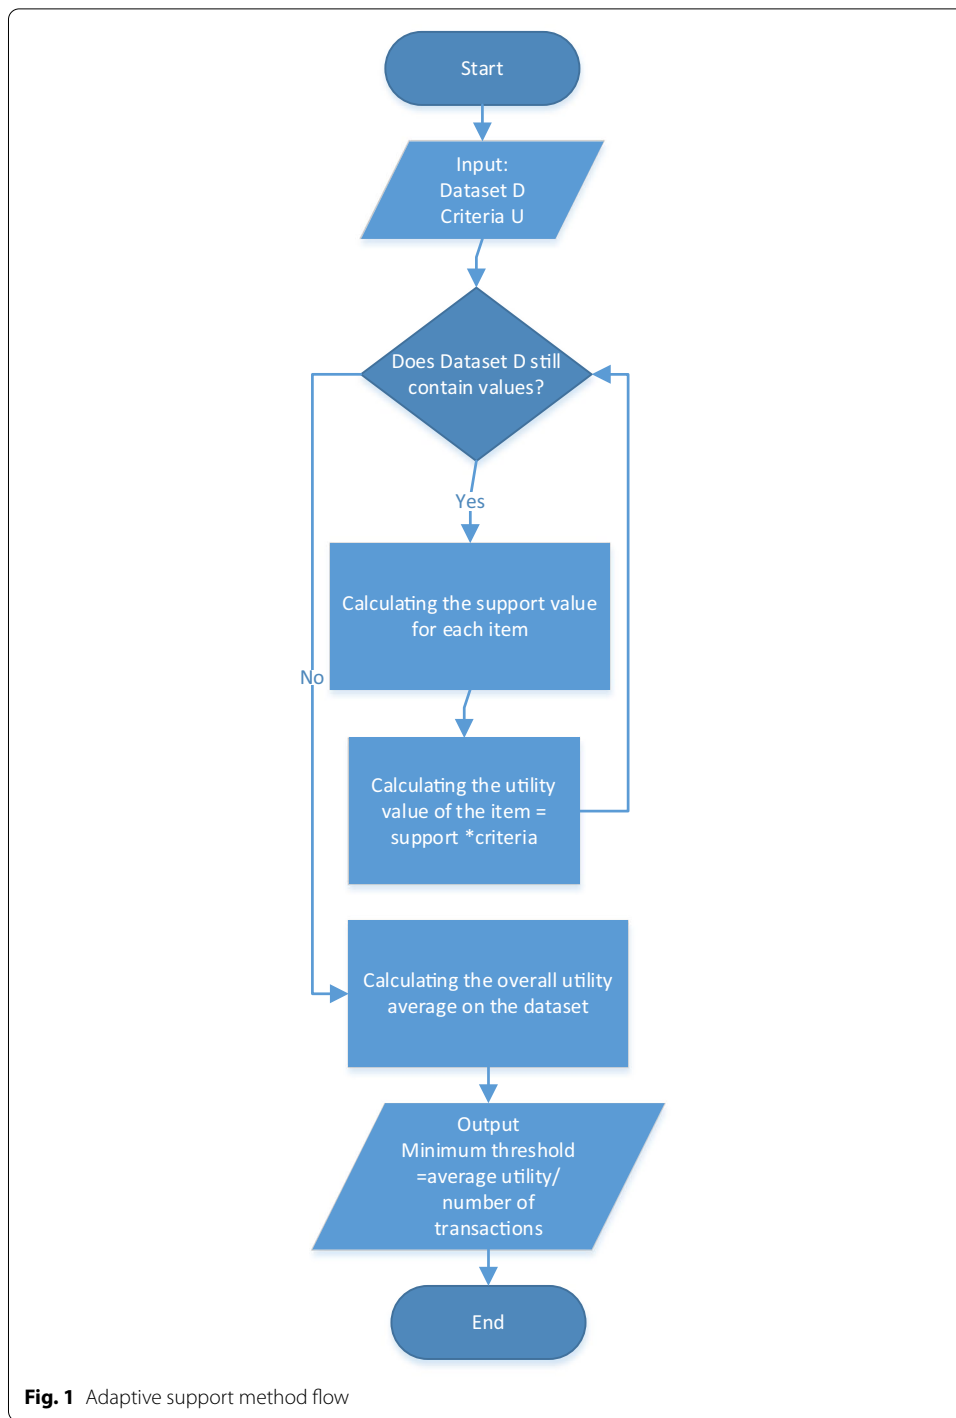 Start
Input:
Dataset D
Criteria U
Does Dataset D still
contain values?
Yes
Calculating the support value
for each item
No
Calculating the utility
value of the item =
support *criteria
Calculating the overall utility
average on the dataset
Output
Minimum threshold
=average utility/
number of
transactions
End
Fig. 1 Adaptive support method flow